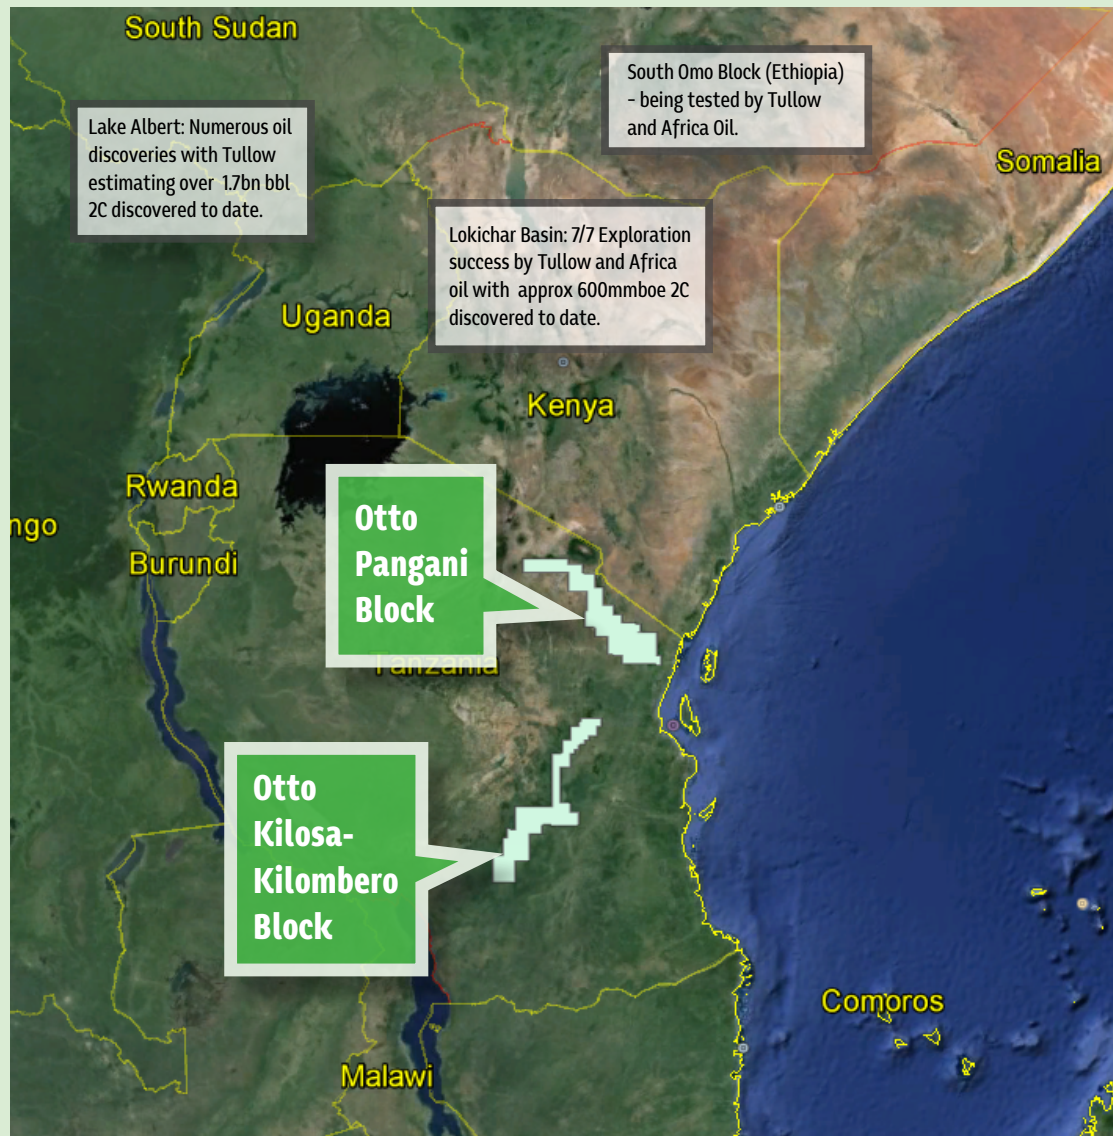 South Sudan
South Omo Block (Ethiopia)
- being tested by Tullow
and Africa Oil.
Lake Albert: Numerous oil
discoveries with Tullow
estimating over 1.7bn bbl
2C discovered to date.
Somalia
Lokichar Basin: 7/7 Exploration
success by Tullow and Africa
oil with approx 600mmboe 2C
discovered to date.
Uganda
Kenya
Rwanda
ngo
Burundi
Otto
Pangani
Block
Tanzania
Otto
Kilosa-
Kilombero
Block
Comoros
Malawi